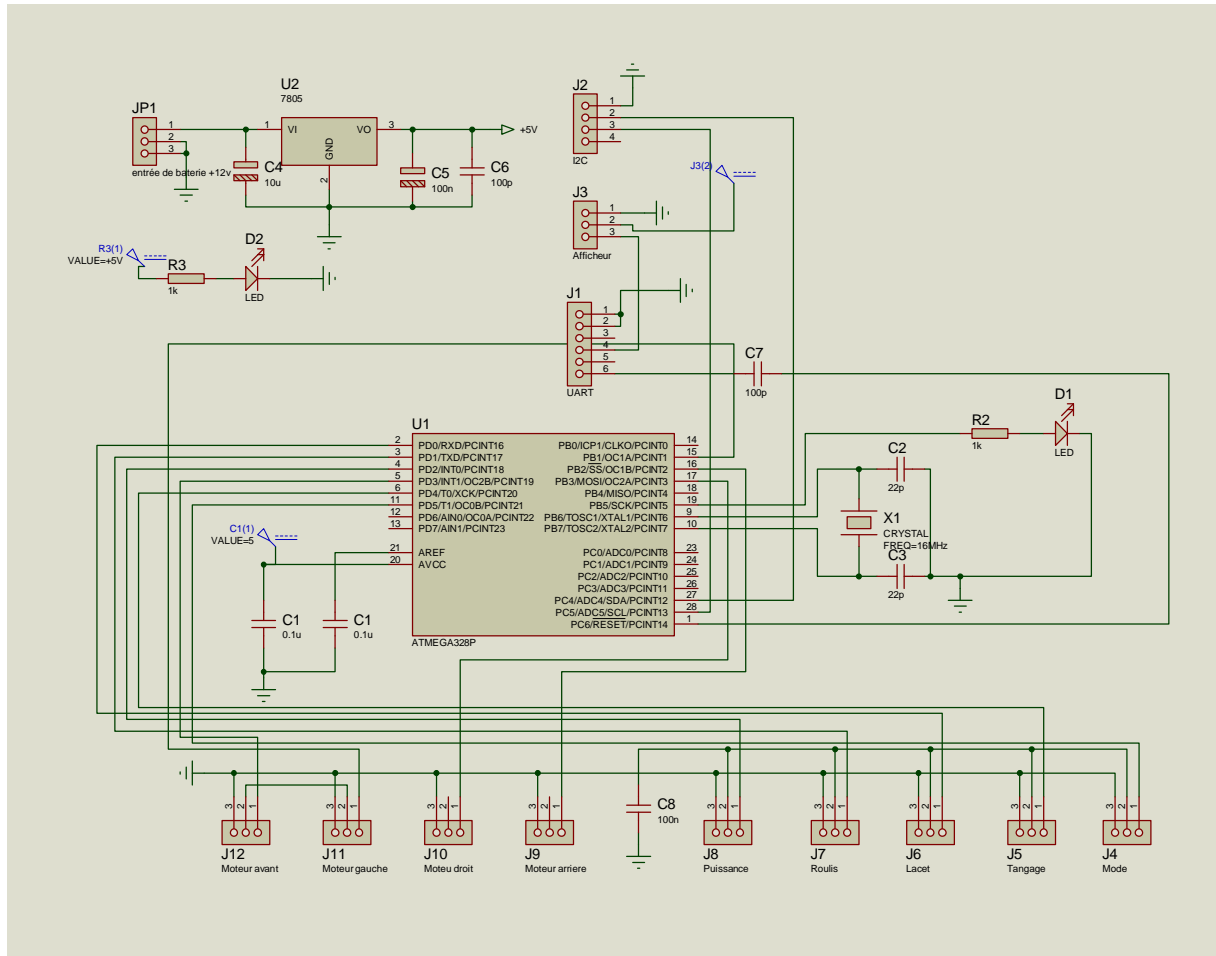 U2
7805
JP1
1
2
3
entrée de batterie +12v
C4
10u
1
VI
VO
3
GND
2
C5
100n
C6
100p
+5V
J2
1
2
3
4
I2C
J3(2)
J3
1
2
3
Afficheur
R3(1)
VALUE=+5V
R3
1k
D2
LED
J1
1
2
3
4
5
6
UART
C7
100p
D1
LED
R2
1k
C2
22p
X1
CRYSTAL
FREQ=16MHz
C3
22p
U1
2 PD0/RXD/PCINT16 PB0/ICP1/CLKO/PCINT0 14
3 PD1/TXD/PCINT17 PB1/OC1A/PCINT1 15
4 PD2/INT0/PCINT18 PB2/SS/OC1B/PCINT2 16
5 PD3/INT1/OC2B/PCINT19 PB3/MOSI/OC2A/PCINT3 17
6 PD4/T0/XCK/PCINT20 PB4/MISO/PCINT4 18
11 PD5/T1/OC0B/PCINT21 PB5/SCK/PCINT5 19
12 PD6/AIN0/OC0A/PCINT22 PB6/TOSC1/XTAL1/PCINT6 9
13 PD7/AIN1/PCINT23 PB7/TOSC2/XTAL2/PCINT7 10
21 AREF PC0/ADC0/PCINT8 23
20 AVCC PC1/ADC1/PCINT9 24
PC2/ADC2/PCINT10 25
PC3/ADC3/PCINT11 26
PC4/ADC4/SDA/PCINT12 27
PC5/ADC5/SCL/PCINT13 28
PC6/RESET/PCINT14 1
ATMEGA328P
C1(1)
VALUE=5
C1
0.1u
C1
0.1u
C8
100n
3 2 1
J12
Moteur avant
3 2 1
J11
Moteur gauche
3 2 1
J10
Moteu droit
3 2 1
J9
Moteur arriere
3 2 1
J8
Puissance
3 2 1
J7
Roulis
3 2 1
J6
Lacet
3 2 1
J5
Tangage
3 2 1
J4
Mode